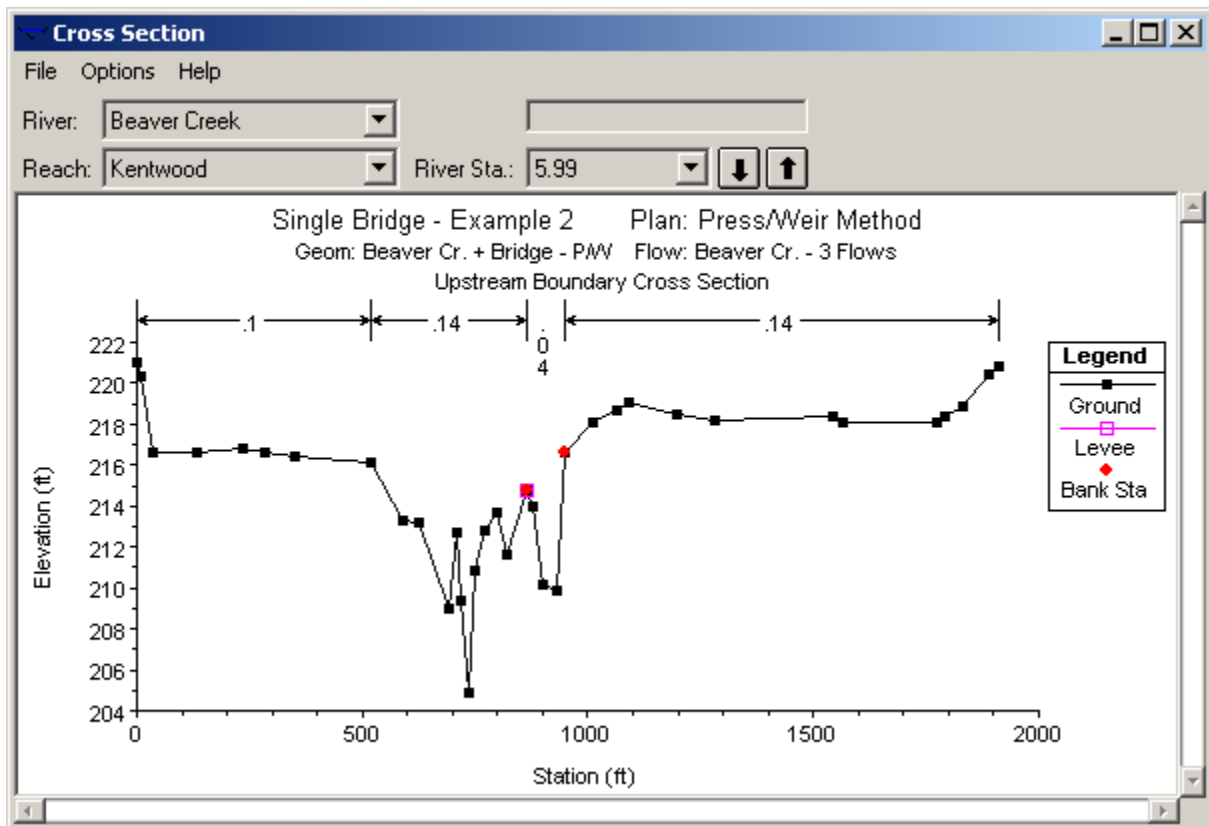 Cross Section
File Options Help
River: Beaver Creek
Reach: Kentwood River Sta.: 5.99
Single Bridge - Example 2 Plan: Press/Weir Method
Geom: Beaver Cr. + Bridge - P/W Flow: Beaver Cr. - 3 Flows
Upstream Boundary Cross Section
.1 .14 .04 .14
222
220
218
216
214
212
210
208
206
204
Elevation (ft)
0 500 1000 1500 2000
Station (ft)
Legend
Ground
Levee
Bank Sta